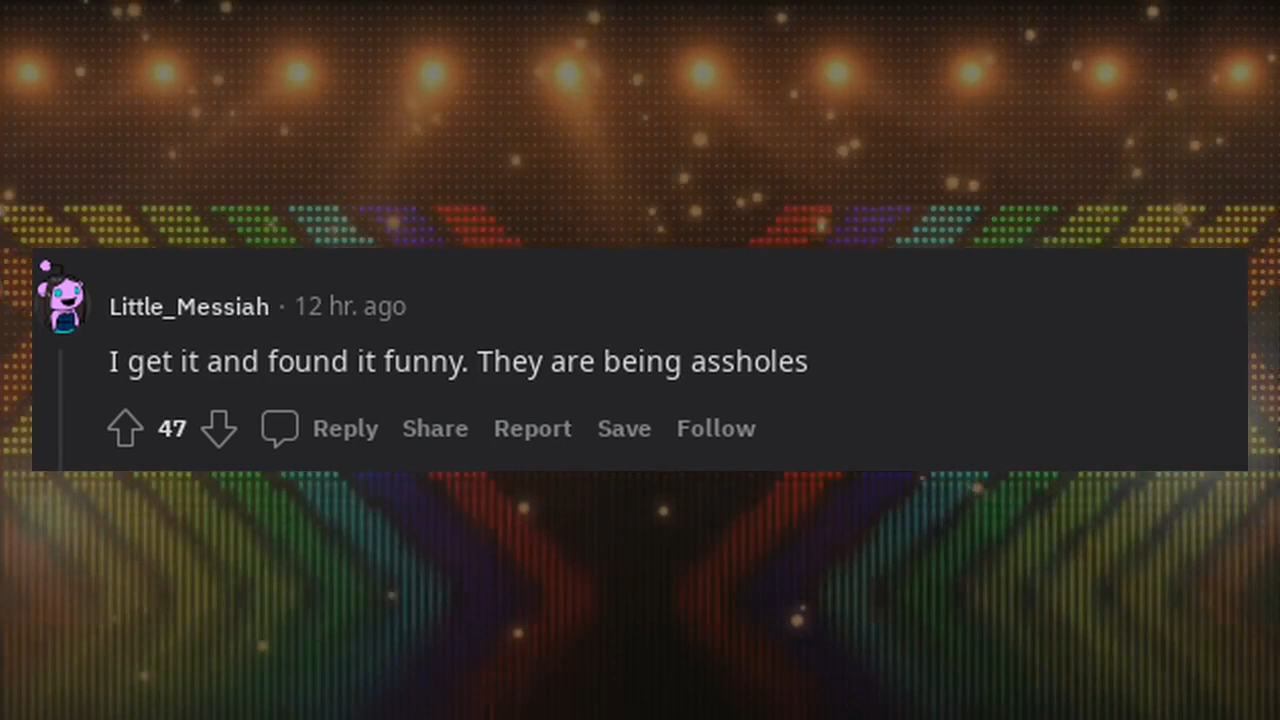 Little_Messiah · 12 hr. ago
I get it and found it funny. They are being assholes
47 Reply Share Report Save Follow